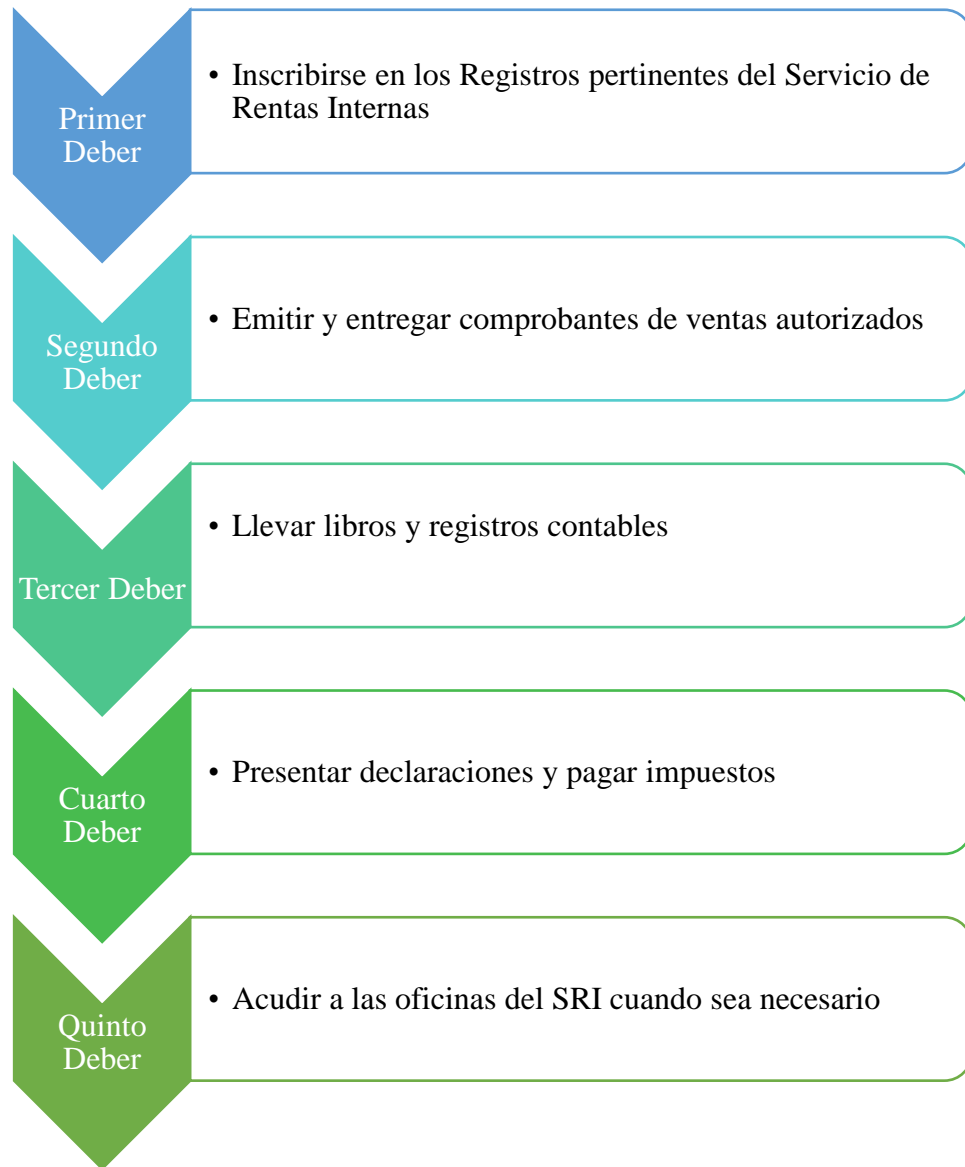 Primer
Deber
• Inscribirse en los Registros pertinentes del Servicio de
Rentas Internas
Segundo
Deber
• Emitir y entregar comprobantes de ventas autorizados
Tercer Deber
• Llevar libros y registros contables
Cuarto
Deber
• Presentar declaraciones y pagar impuestos
Quinto
Deber
• Acudir a las oficinas del SRI cuando sea necesario